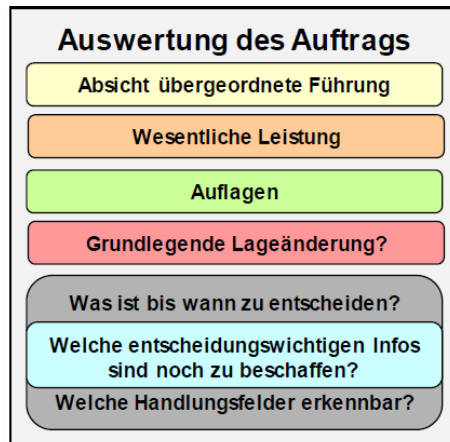 Auswertung des Auftrags
Absicht übergeordnete Führung
Wesentliche Leistung
Auflagen
Grundlegende Lageänderung?
Was ist bis wann zu entscheiden?
Welche entscheidungswichtigen Infos
sind noch zu beschaffen?
Welche Handlungsfelder erkennbar?